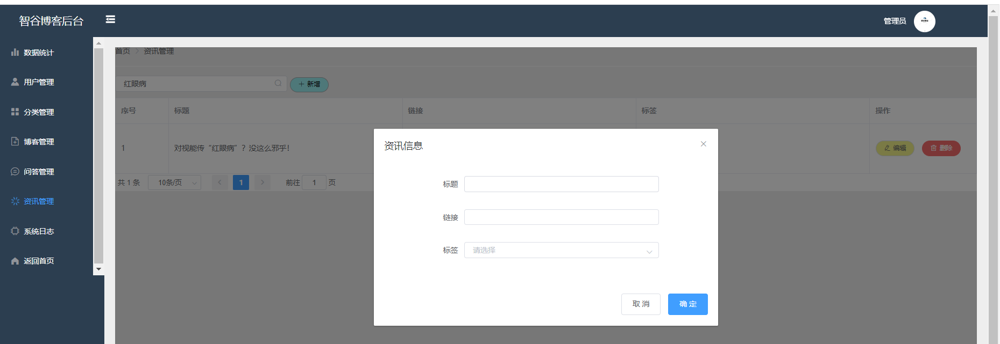 智谷博客后台
管理员
数据统计
用户管理
分类管理
博客管理
问答管理
资讯管理
系统日志
返回首页
首页 > 资讯管理
红眼病
+ 新增
序号 标题 链接 标签 操作
1 对视能传“红眼病”？没这么邪乎！ 编辑 删除
共 1 条 10条/页 < 1 > 前往 1 页
资讯信息
标题
链接
标签 请选择
取 消 确 定